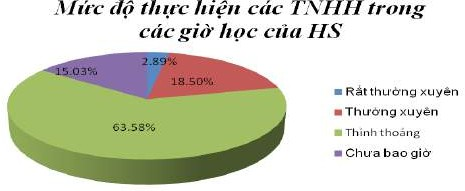 Mức độ thực hiện các TNHH trong
các giờ học của HS
2.89%
15.03%
18.50%
63.58%
Rất thường xuyên
Thường xuyên
Thỉnh thoảng
Chưa bao giờ